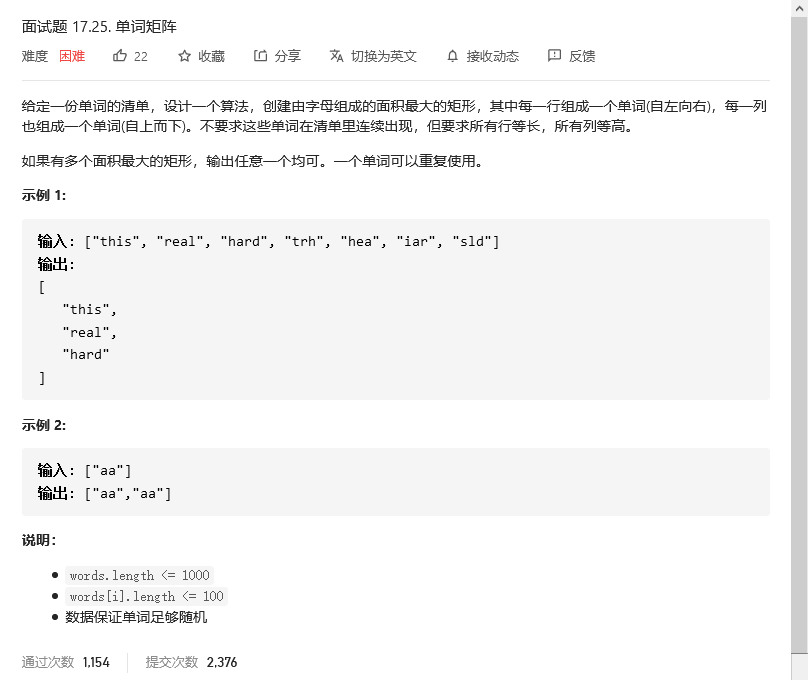 面试题 17.25. 单词矩阵
难度 困难 22 收藏 分享 切换为英文 接收动态 反馈
给定一份单词的清单，设计一个算法，创建由字母组成的面积最大的矩形，其中每一行组成一个单词(自左向右)，每一列
也组成一个单词(自上而下)。不要求这些单词在清单里连续出现，但要求所有行等长，所有列等高。
如果有多个面积最大的矩形，输出任意一个均可。一个单词可以重复使用。
示例 1:
输入: ["this", "real", "hard", "trh", "hea", "iar", "sld"]
输出:
[
"this",
"real",
"hard"
]
示例 2:
输入: ["aa"]
输出: ["aa","aa"]
说明：
words.length <= 1000
words[i].length <= 100
数据保证单词足够随机
通过次数 1,154 提交次数 2,376